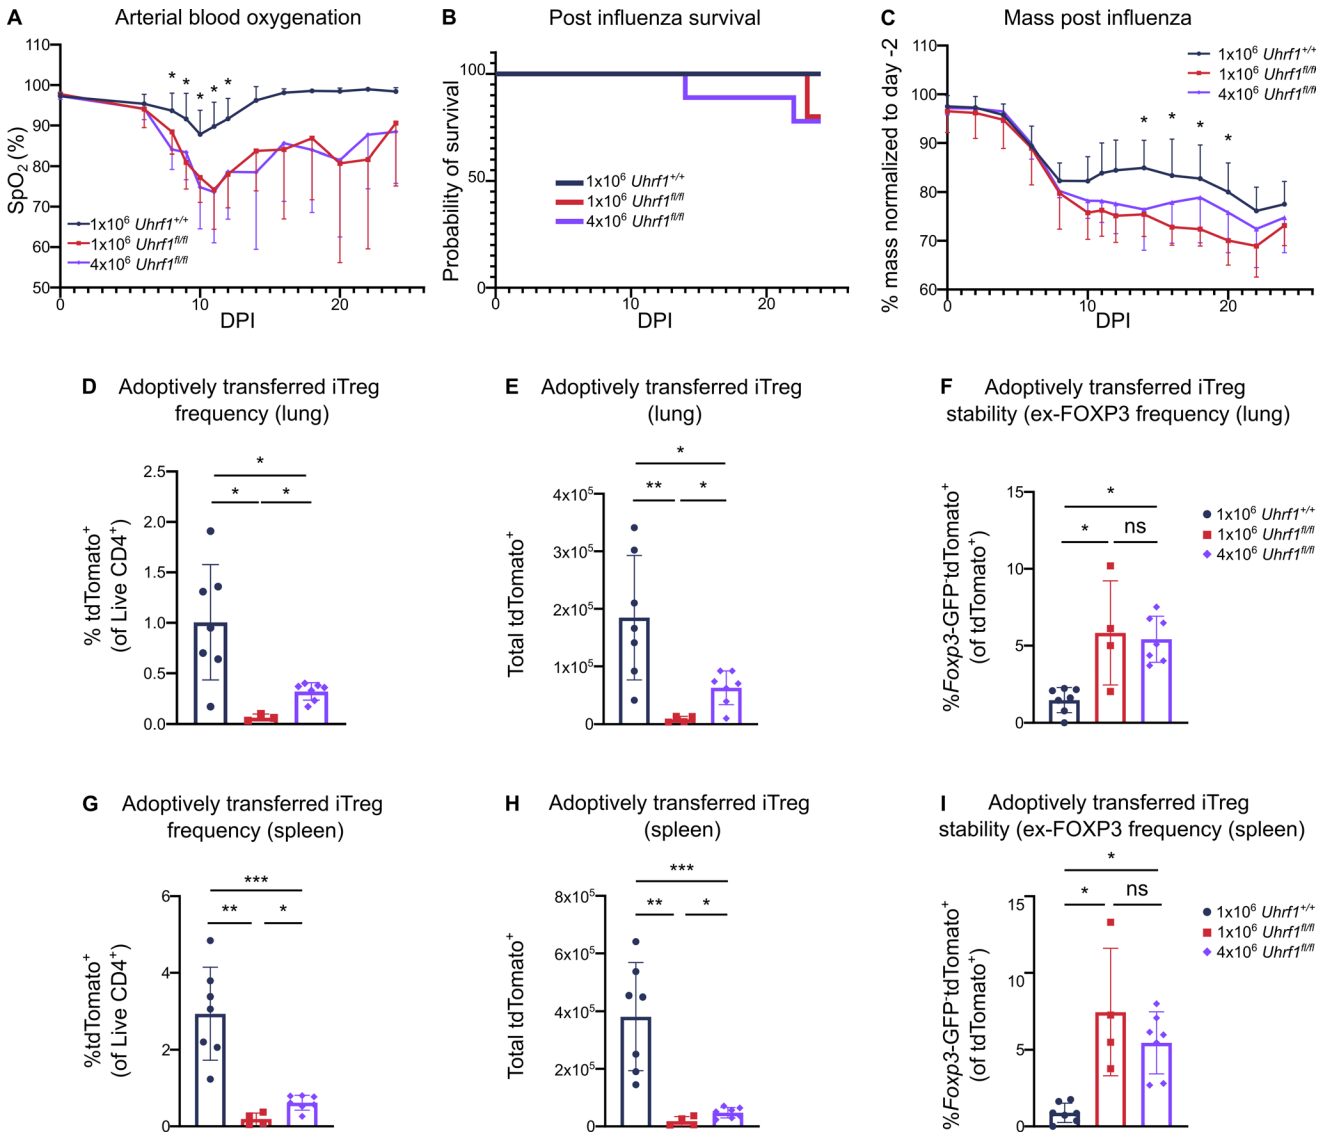 A Arterial blood oxygenation
110
100
90
80
70
60
50
SpO2 (%)
* * * * *
1x10^6 Uhrf1^+/+
1x10^6 Uhrf1^fl/fl
4x10^6 Uhrf1^fl/fl
0 10 20
DPI
B Post influenza survival
100
50
0
Probability of survival
1x10^6 Uhrf1^+/+
1x10^6 Uhrf1^fl/fl
4x10^6 Uhrf1^fl/fl
10 20
DPI
C Mass post influenza
110
100
90
80
70
60
% mass normalized to day -2
1x10^6 Uhrf1^+/+
1x10^6 Uhrf1^fl/fl
4x10^6 Uhrf1^fl/fl
* * * *
0 10 20
DPI
D Adoptively transferred iTreg
frequency (lung)
2.5
2.0
1.5
1.0
0.5
0.0
% tdTomato^+
(of Live CD4^+)
*
* *
E Adoptively transferred iTreg
(lung)
4x10^5
3x10^5
2x10^5
1x10^5
0
Total tdTomato^+
*
** *
F Adoptively transferred iTreg
stability (ex-FOXP3 frequency (lung)
15
10
5
0
%Foxp3-GFP^-tdTomato^+
(of tdTomato^+)
*
* ns
1x10^6 Uhrf1^+/+
1x10^6 Uhrf1^fl/fl
4x10^6 Uhrf1^fl/fl
G Adoptively transferred iTreg
frequency (spleen)
6
4
2
0
%tdTomato^+
(of Live CD4^+)
***
** *
H Adoptively transferred iTreg
(spleen)
8x10^5
6x10^5
4x10^5
2x10^5
0
Total tdTomato^+
***
** *
I Adoptively transferred iTreg
stability (ex-FOXP3 frequency (spleen)
15
10
5
0
%Foxp3-GFP^-tdTomato^+
(of tdTomato^+)
*
* ns
1x10^6 Uhrf1^+/+
1x10^6 Uhrf1^fl/fl
4x10^6 Uhrf1^fl/fl